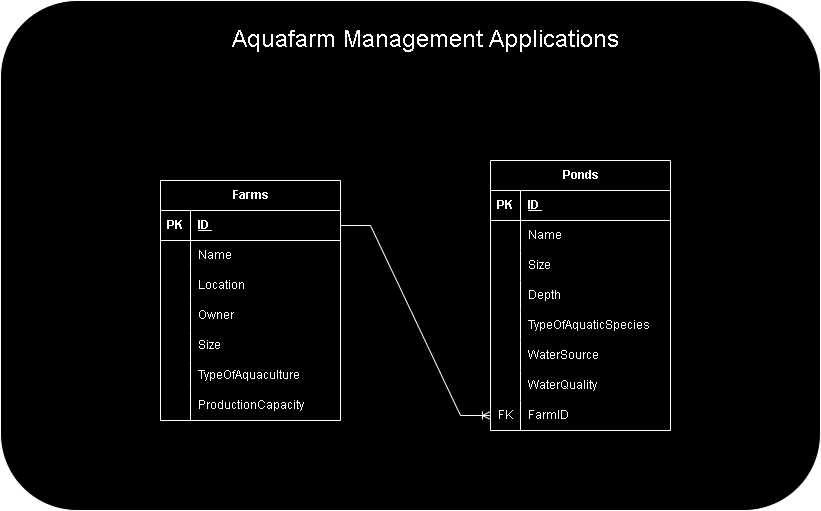 Aquafarm Management Applications
Farms
PK ID
Name
Location
Owner
Size
TypeOfAquaculture
ProductionCapacity
Ponds
PK ID
Name
Size
Depth
TypeOfAquaticSpecies
WaterSource
WaterQuality
FK FarmID